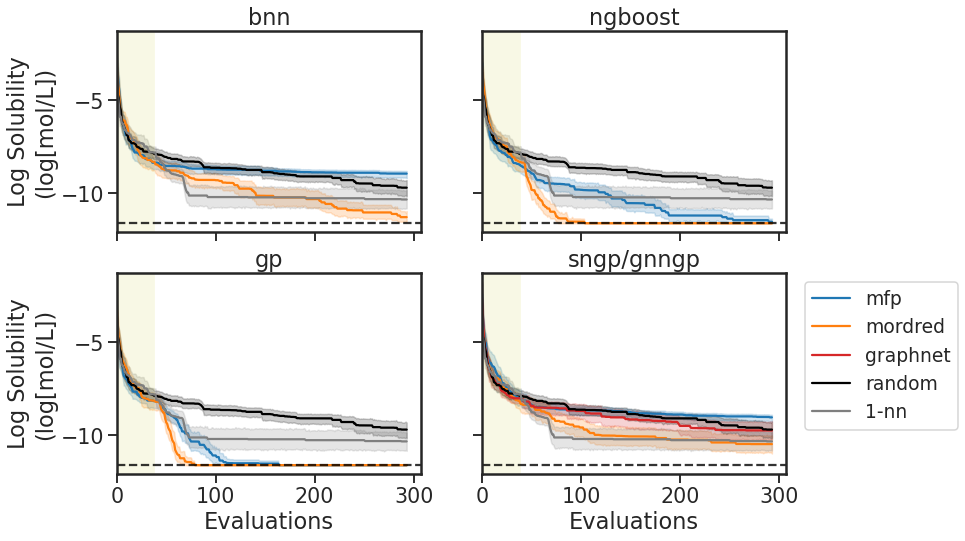 bnn
ngboost
Log Solubility
(log[mol/L])
−5
−10
gp
sngp/gnngp
Log Solubility
(log[mol/L])
−5
−10
0
100
200
300
0
100
200
300
Evaluations
Evaluations
mfp
mordred
graphnet
random
1-nn